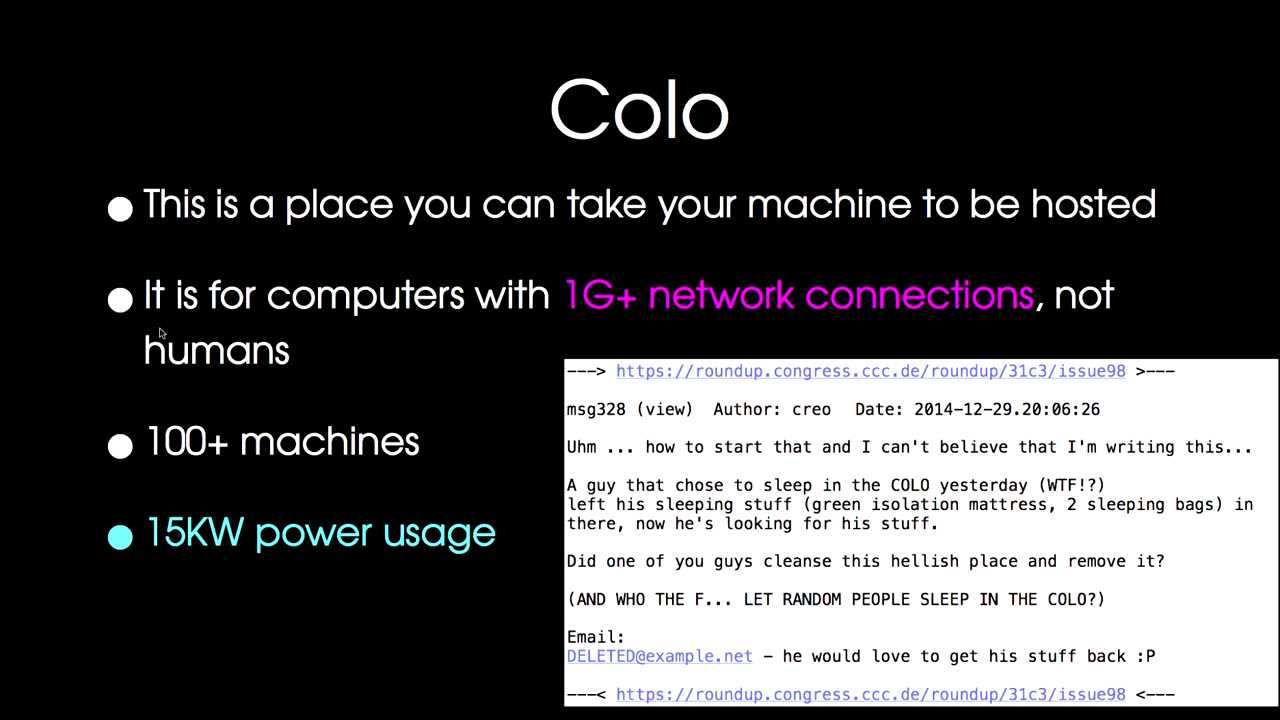 Colo
This is a place you can take your machine to be hosted
It is for computers with 1G+ network connections, not
humans
100+ machines
15KW power usage
---> https://roundup.congress.ccc.de/roundup/31c3/issue98 >---
msg328 (view)  Author: creo  Date: 2014-12-29.20:06:26
Uhm ... how to start that and I can't believe that I'm writing this...
A guy that chose to sleep in the COLO yesterday (WTF!?)
left his sleeping stuff (green isolation mattress, 2 sleeping bags) in
there, now he's looking for his stuff.
Did one of you guys cleanse this hellish place and remove it?
(AND WHO THE F... LET RANDOM PEOPLE SLEEP IN THE COLO?)
Email:
DELETED@example.net - he would love to get his stuff back :P
---< https://roundup.congress.ccc.de/roundup/31c3/issue98 <---